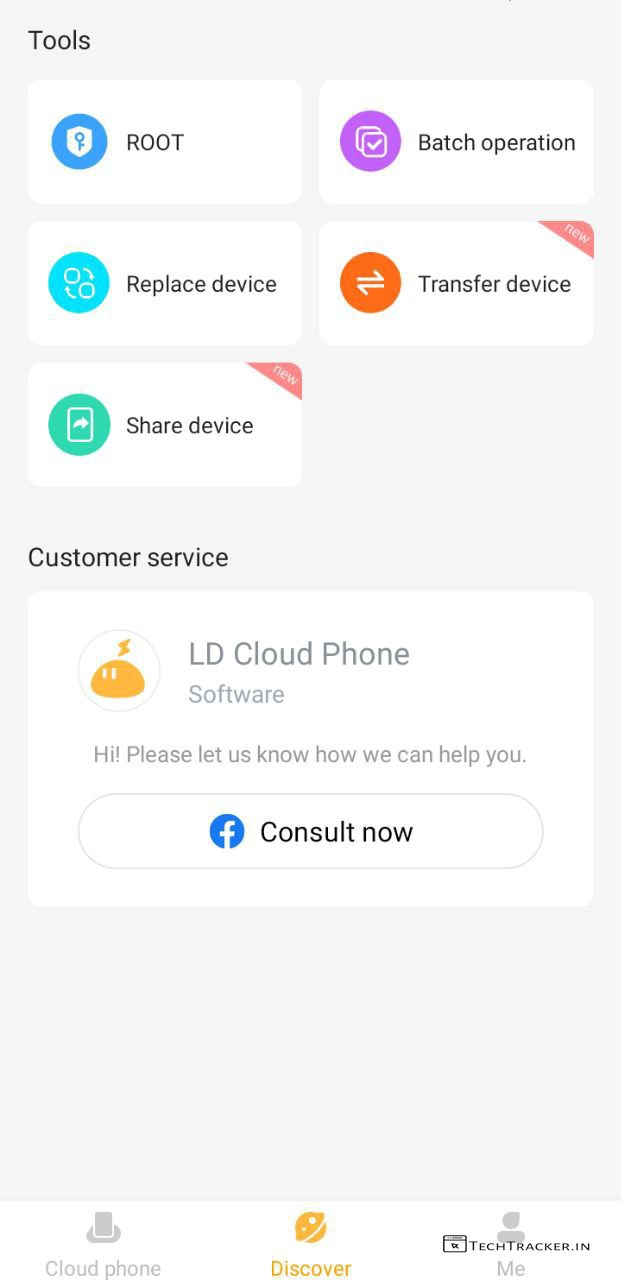 Tools
ROOT
Batch operation
Replace device
new
Transfer device
new
Share device
Customer service
LD Cloud Phone
Software
Hi! Please let us know how we can help you.
Consult now
TECHTRACKER.IN
Cloud phone
Discover
Me